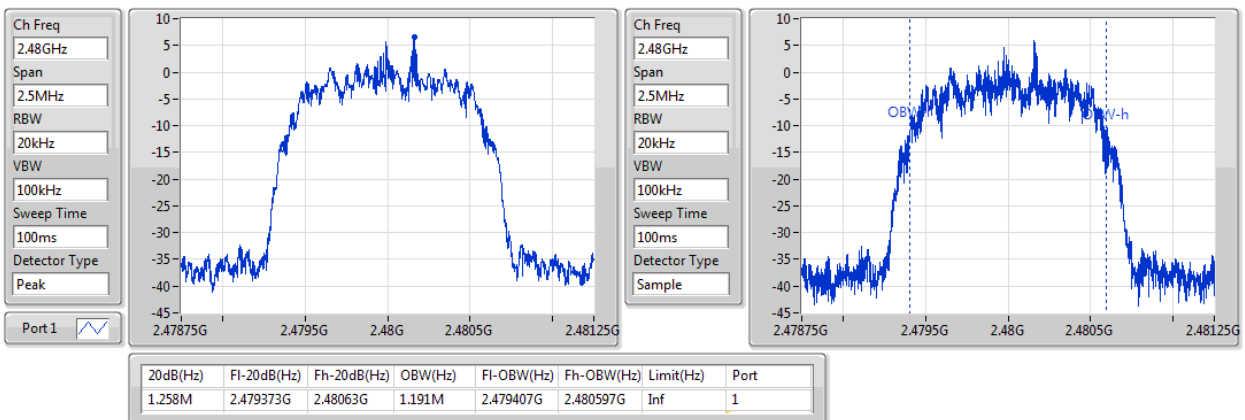 Ch Freq
2.48GHz
Span
2.5MHz
RBW
20kHz
VBW
100kHz
Sweep Time
100ms
Detector Type
Peak
Port 1
10
5
0
-5
-10
-15
-20
-25
-30
-35
-40
-45
2.47875G 2.4795G 2.48G 2.4805G 2.48125G
Ch Freq
2.48GHz
Span
2.5MHz
RBW
20kHz
VBW
100kHz
Sweep Time
100ms
Detector Type
Sample
10
5
0
-5
-10
-15
-20
-25
-30
-35
-40
-45
2.47875G 2.4795G 2.48G 2.4805G 2.48125G
20dB(Hz) Fl-20dB(Hz) Fh-20dB(Hz) OBW(Hz) Fl-OBW(Hz) Fh-OBW(Hz) Limit(Hz) Port
1.258M 2.479373G 2.48063G 1.191M 2.479407G 2.480597G Inf 1